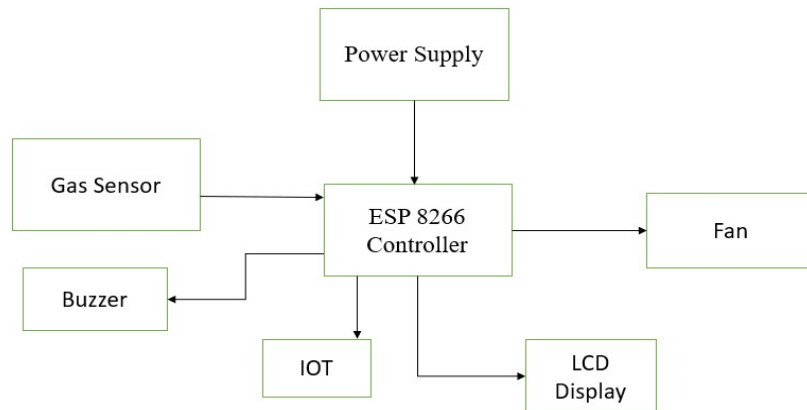 Power Supply
Gas Sensor
ESP 8266
Controller
Fan
Buzzer
IOT
LCD
Display